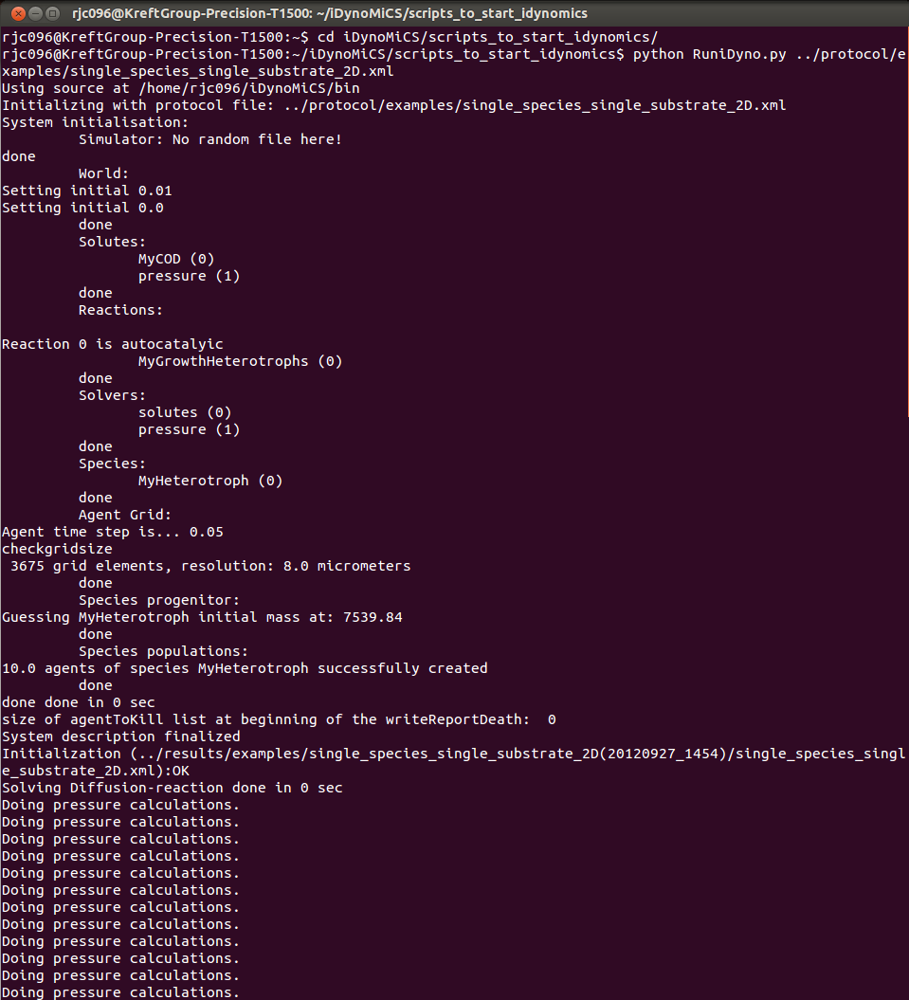 rjc096@KreftGroup-Precision-T1500: ~/iDynoMiCS/scripts_to_start_idynomics
rjc096@KreftGroup-Precision-T1500:~$ cd iDynoMiCS/scripts_to_start_idynomics/
rjc096@KreftGroup-Precision-T1500:~/iDynoMiCS/scripts_to_start_idynomics$ python RuniDyno.py ../protocol/e
xamples/single_species_single_substrate_2D.xml
Using source at /home/rjc096/iDynoMiCS/bin
Initializing with protocol file: ../protocol/examples/single_species_single_substrate_2D.xml
System initialisation:
Simulator: No random file here!
done
World:
Setting initial 0.01
Setting initial 0.0
done
Solutes:
MyCOD (0)
pressure (1)
done
Reactions:
Reaction 0 is autocatalyic
MyGrowthHeterotrophs (0)
done
Solvers:
solutes (0)
pressure (1)
done
Species:
MyHeterotroph (0)
done
Agent Grid:
Agent time step is... 0.05
checkgridsize
3675 grid elements, resolution: 8.0 micrometers
done
Species progenitor:
Guessing MyHeterotroph initial mass at: 7539.84
done
Species populations:
10.0 agents of species MyHeterotroph successfully created
done
done done in 0 sec
size of agentToKill list at beginning of the writeReportDeath:  0
System description finalized
Initialization (../results/examples/single_species_single_substrate_2D(20120927_1454)/single_species_singl
e_substrate_2D.xml):OK
Solving Diffusion-reaction done in 0 sec
Doing pressure calculations.
Doing pressure calculations.
Doing pressure calculations.
Doing pressure calculations.
Doing pressure calculations.
Doing pressure calculations.
Doing pressure calculations.
Doing pressure calculations.
Doing pressure calculations.
Doing pressure calculations.
Doing pressure calculations.
Doing pressure calculations.